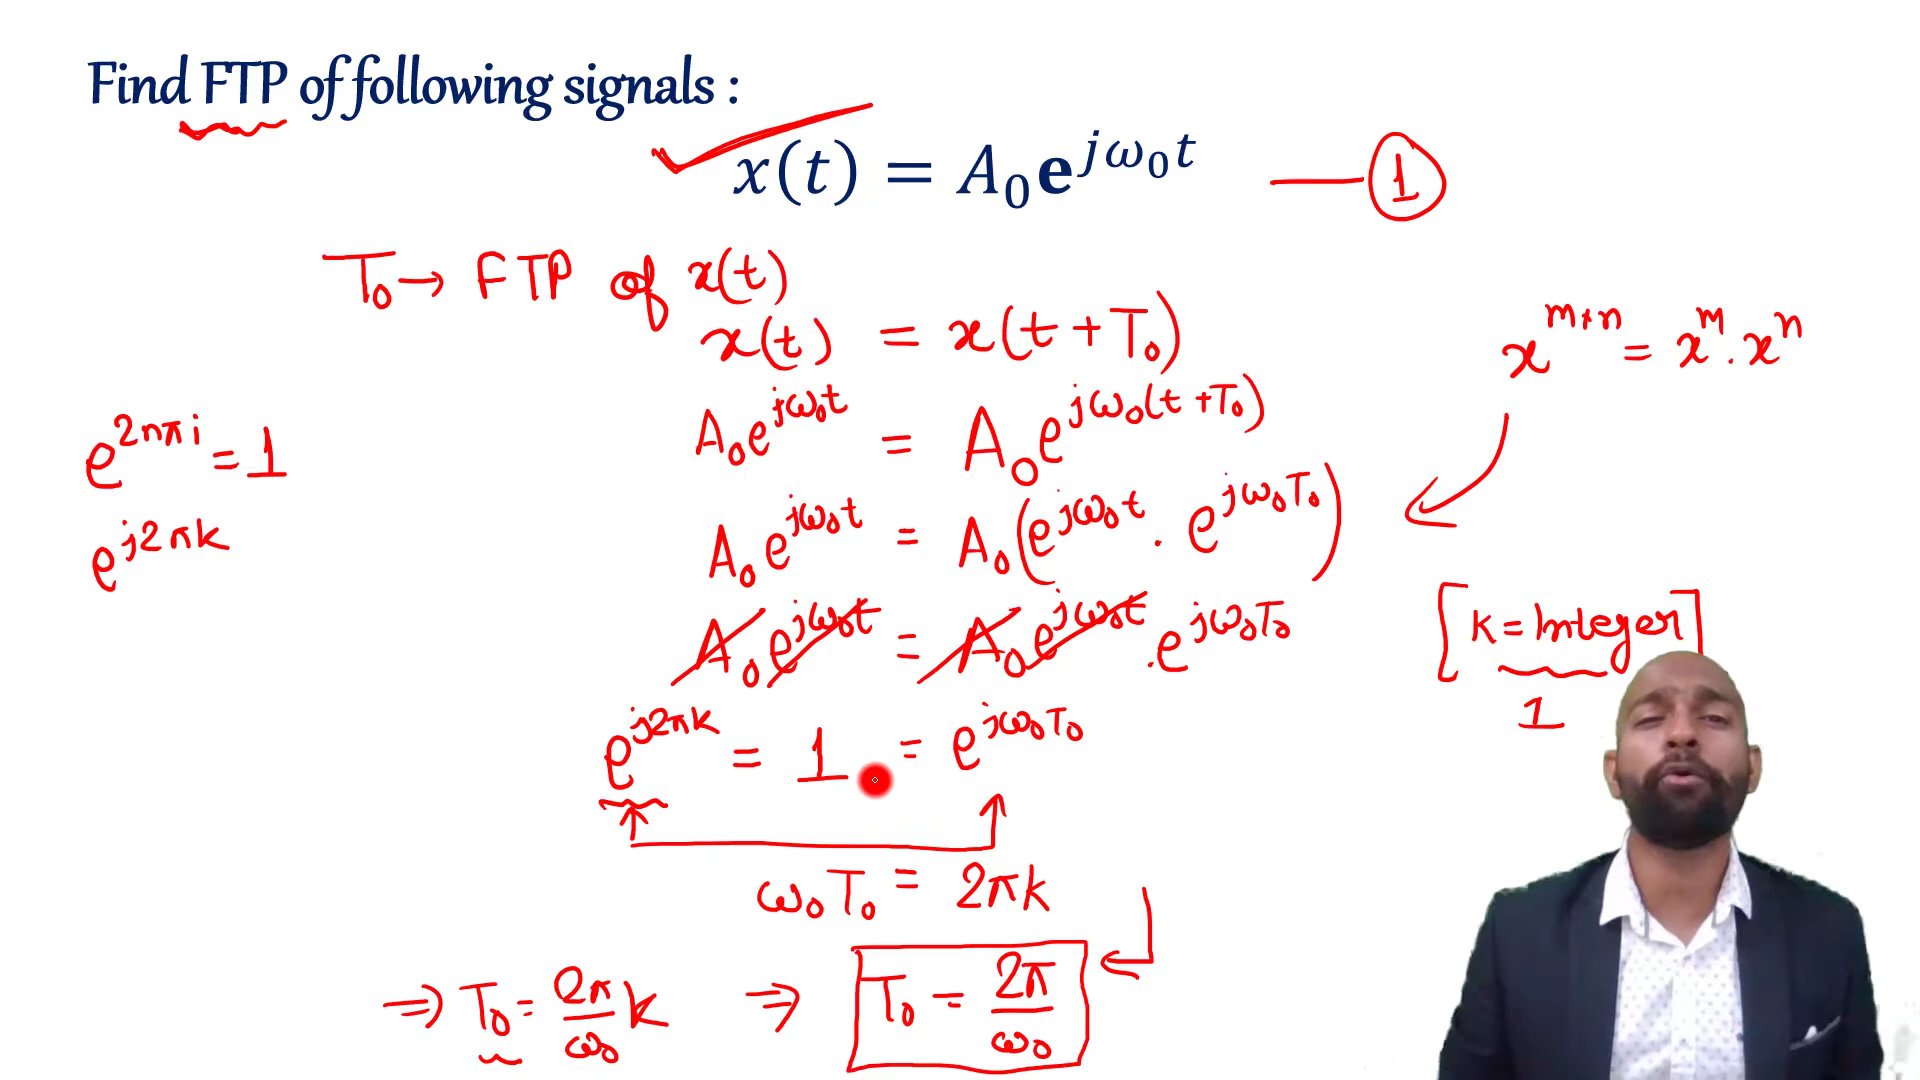 Find FTP of following signals :
x(t) = A₀e^{jω₀t} —— ①
T₀ → FTP of x(t)
x(t) = x(t + T₀)
x^{m+n} = x^m . x^n
A₀e^{jω₀t} = A₀e^{jω₀(t+T₀)}
e^{2nπi} = 1
A₀e^{jω₀t} = A₀(e^{jω₀t} . e^{jω₀T₀})
e^{j2πk}
A₀e^{jω₀t} = A₀e^{jω₀t} . e^{jω₀T₀}
[k = Integer]
1
e^{j2πk} = 1 = e^{jω₀T₀}
ω₀T₀ = 2πk
⇒ T₀ = 2π/ω₀ k ⇒ T₀ = 2π/ω₀